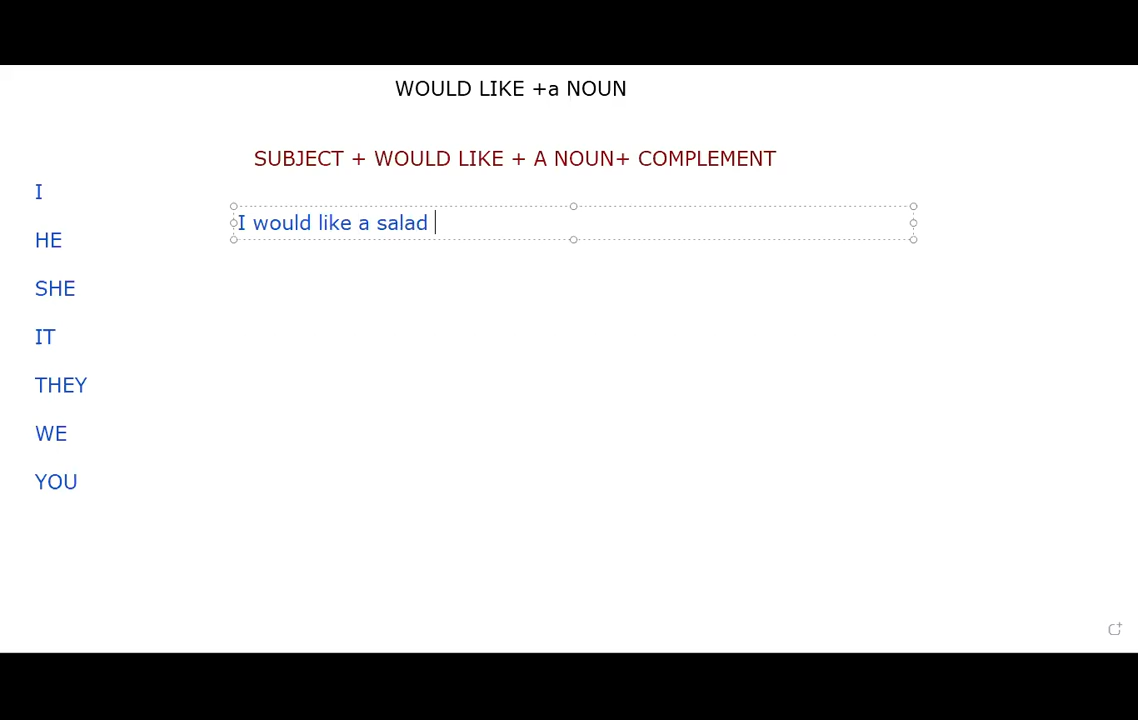 WOULD LIKE +a NOUN
SUBJECT + WOULD LIKE + A NOUN+ COMPLEMENT
I
I would like a salad
HE
SHE
IT
THEY
WE
YOU